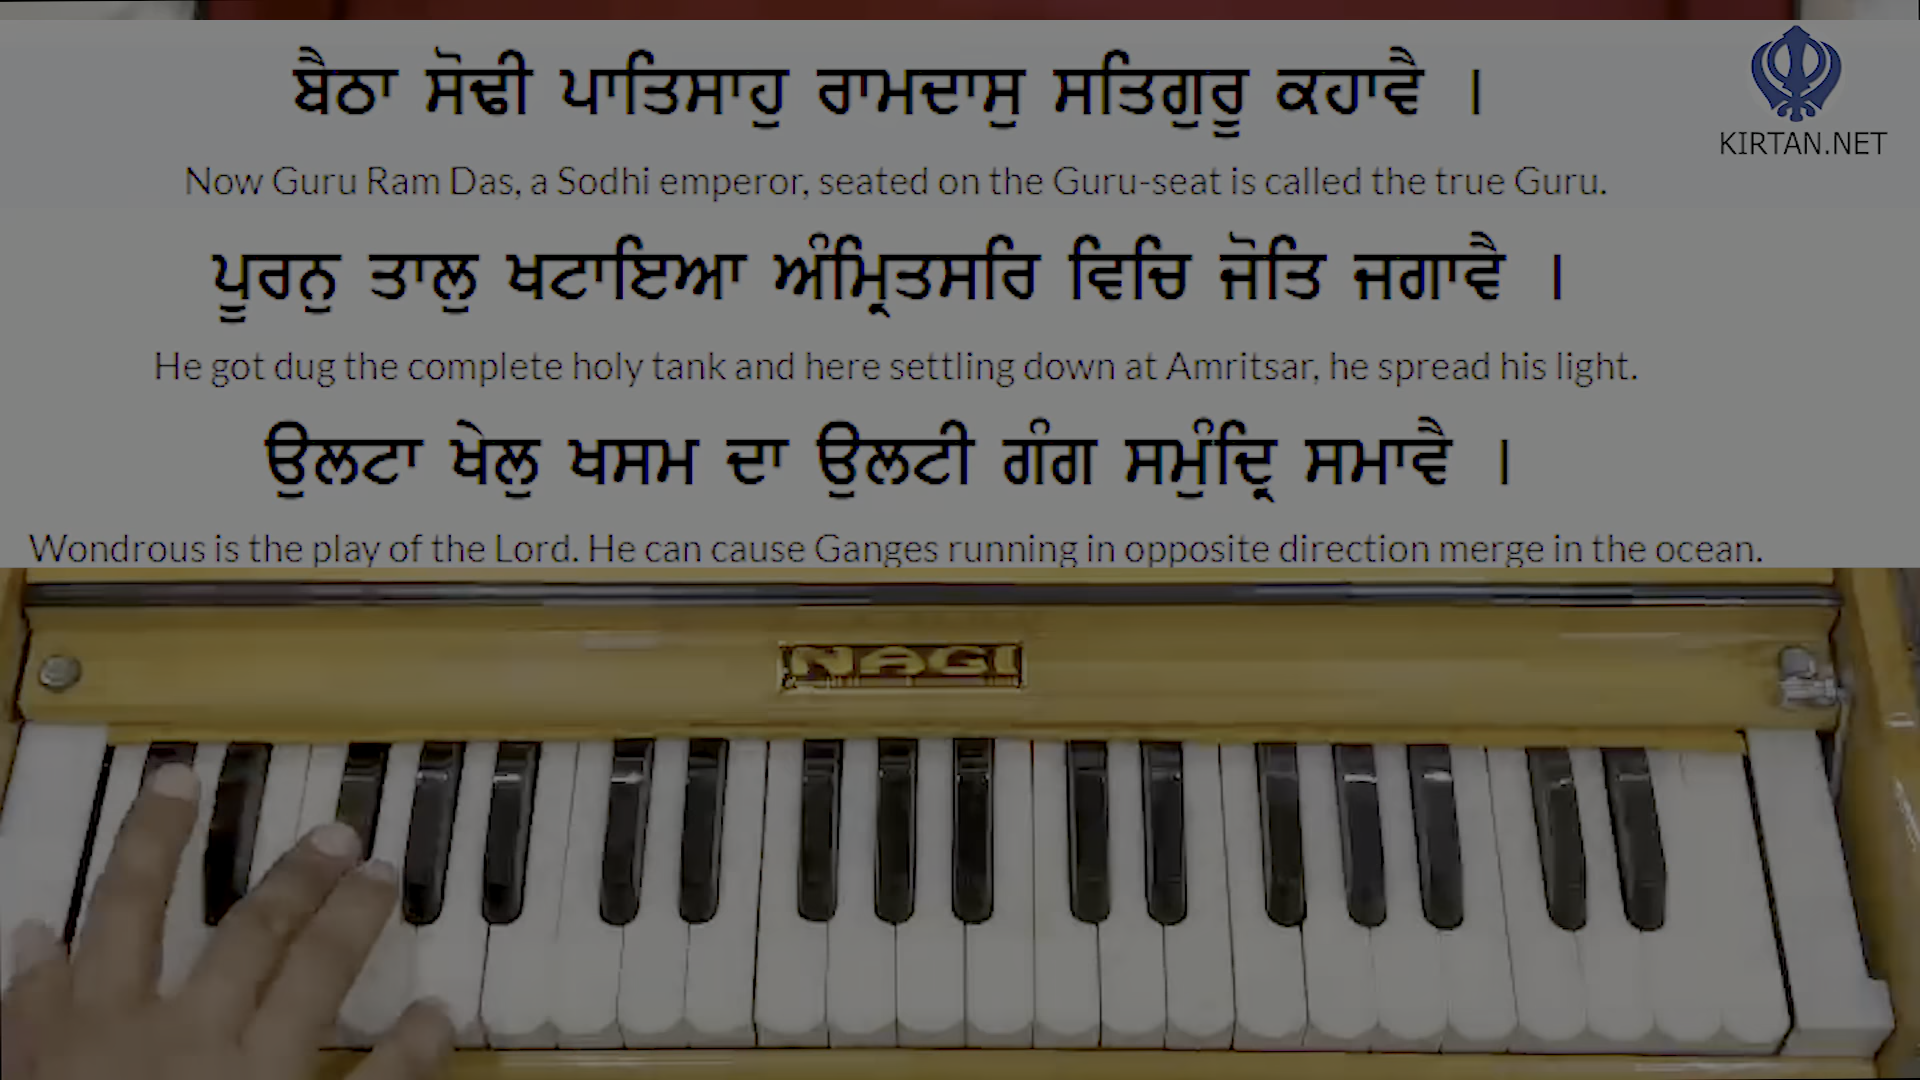 ਬੈਠਾ ਸੋਢੀ ਪਾਤਿਸਾਹੁ ਰਾਮਦਾਸੁ ਸਤਿਗੁਰੂ ਕਹਾਵੈ ।
KIRTAN.NET
Now Guru Ram Das, a Sodhi emperor, seated on the Guru-seat is called the true Guru.
ਪੂਰਨੁ ਤਾਲੁ ਖਟਾਇਆ ਅੰਮ੍ਰਿਤਸਰਿ ਵਿਚਿ ਜੋਤਿ ਜਗਾਵੈ ।
He got dug the complete holy tank and here settling down at Amritsar, he spread his light.
ਉਲਟਾ ਖੇਲੁ ਖਸਮ ਦਾ ਉਲਟੀ ਗੰਗ ਸਮੁੰਦ੍ਰਿ ਸਮਾਵੈ ।
Wondrous is the play of the Lord. He can cause Ganges running in opposite direction merge in the ocean.
NAGI